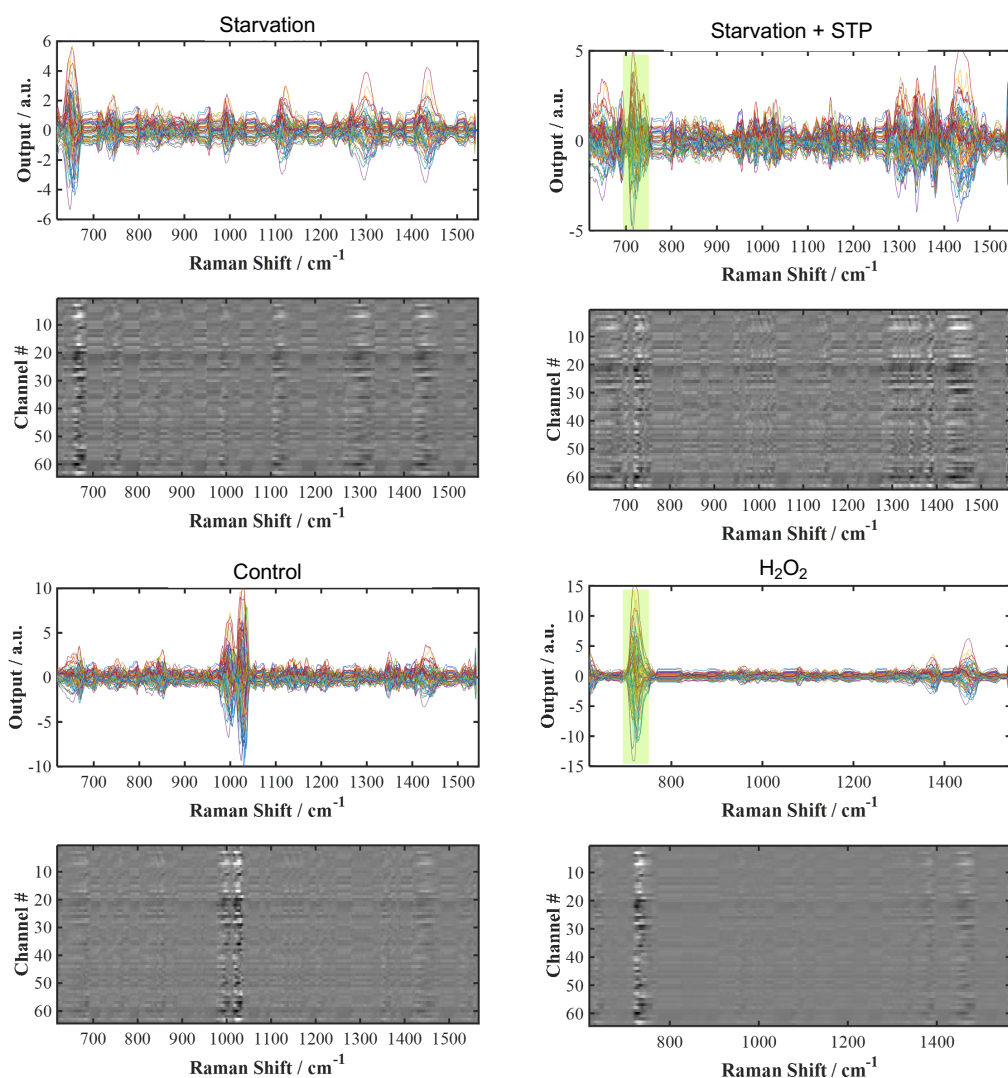 Starvation
6
4
2
0
-2
-4
-6
Output / a.u.
700 800 900 1000 1100 1200 1300 1400 1500
Raman Shift / cm-1
Starvation + STP
5
0
-5
Output / a.u.
700 800 900 1000 1100 1200 1300 1400 1500
Raman Shift / cm-1
10
20
30
40
50
60
Channel #
700 800 900 1000 1100 1200 1300 1400 1500
Raman Shift / cm-1
10
20
30
40
50
60
Channel #
700 800 900 1000 1100 1200 1300 1400 1500
Raman Shift / cm-1
Control
10
5
0
-5
-10
Output / a.u.
700 800 900 1000 1100 1200 1300 1400 1500
Raman Shift / cm-1
H2O2
15
10
5
0
-5
-10
-15
Output / a.u.
800 1000 1200 1400
Raman Shift / cm-1
10
20
30
40
50
60
Channel #
700 800 900 1000 1100 1200 1300 1400 1500
Raman Shift / cm-1
10
20
30
40
50
60
Channel #
800 1000 1200 1400
Raman Shift / cm-1